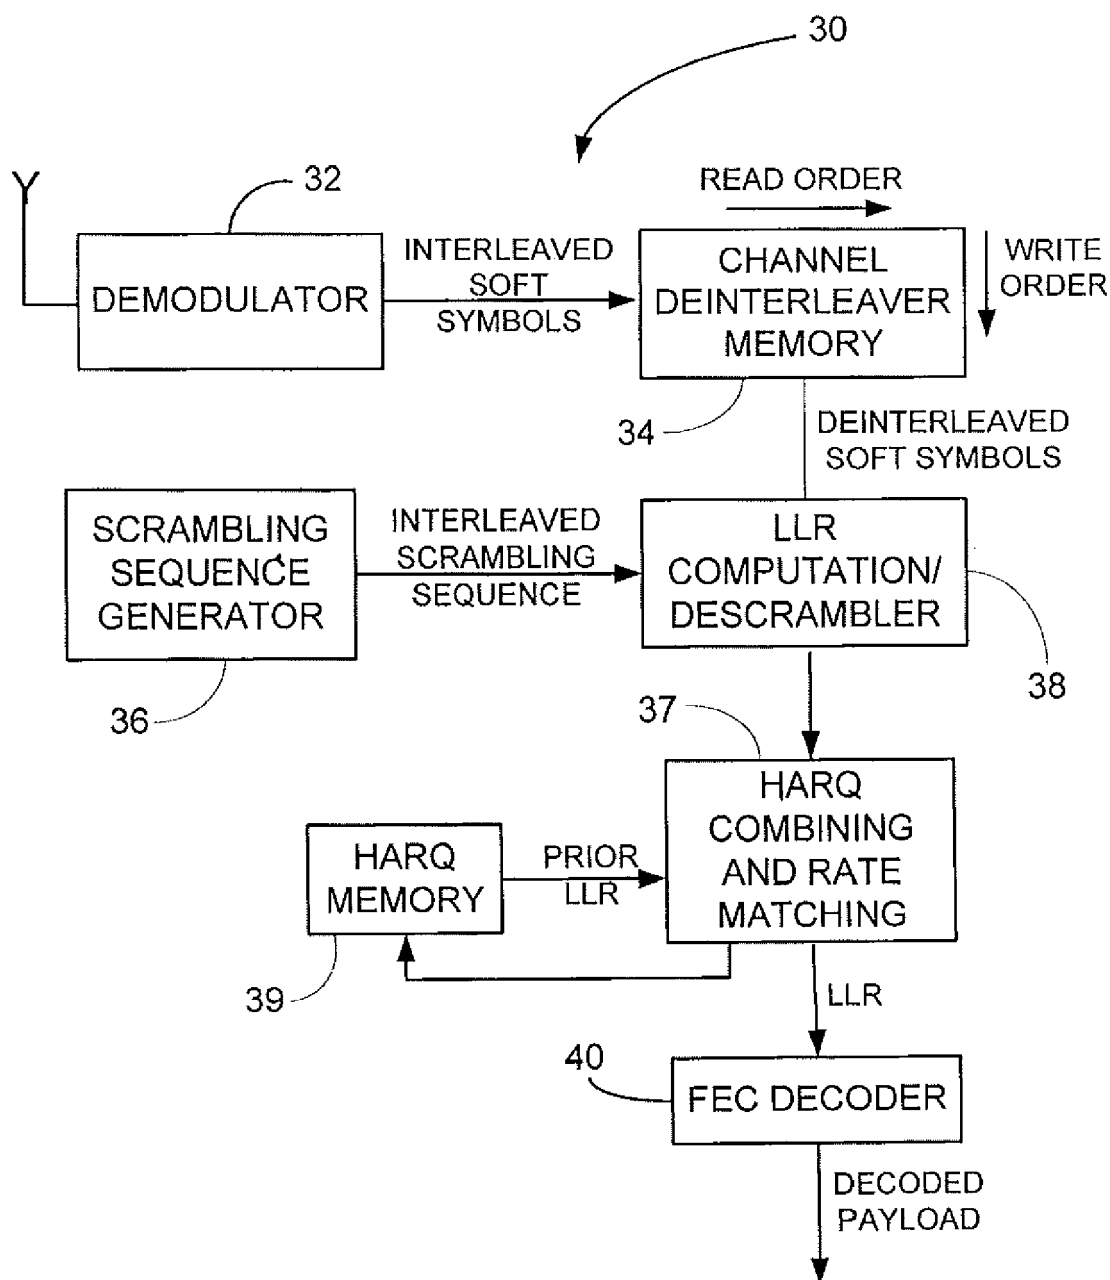 30
32
READ ORDER
DEMODULATOR
INTERLEAVED
SOFT
SYMBOLS
CHANNEL
DEINTERLEAVER
MEMORY
WRITE
ORDER
34
DEINTERLEAVED
SOFT SYMBOLS
SCRAMBLING
SEQUENCE
GENERATOR
INTERLEAVED
SCRAMBLING
SEQUENCE
LLR
COMPUTATION/
DESCRAMBLER
36
38
37
HARQ
MEMORY
PRIOR
LLR
HARQ
COMBINING
AND RATE
MATCHING
39
LLR
40
FEC DECODER
DECODED
PAYLOAD